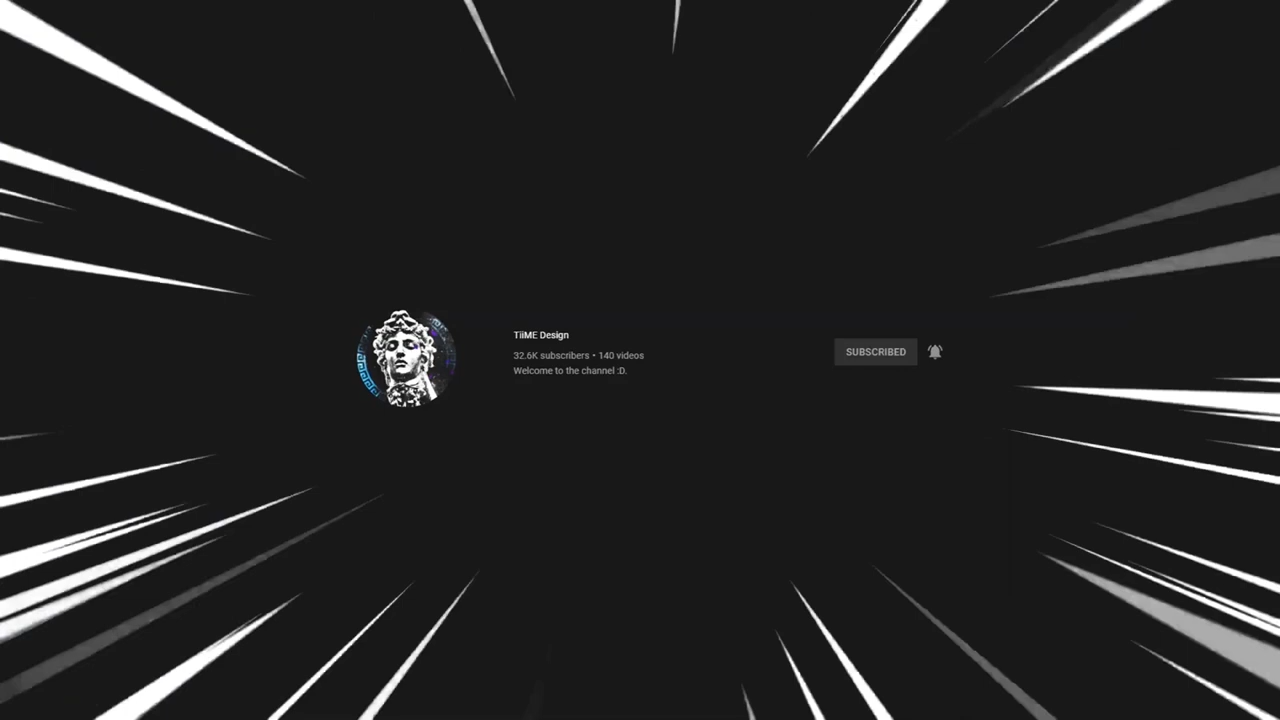 TiiME Design
32.6K subscribers • 140 videos
Welcome to the channel :D.
SUBSCRIBED